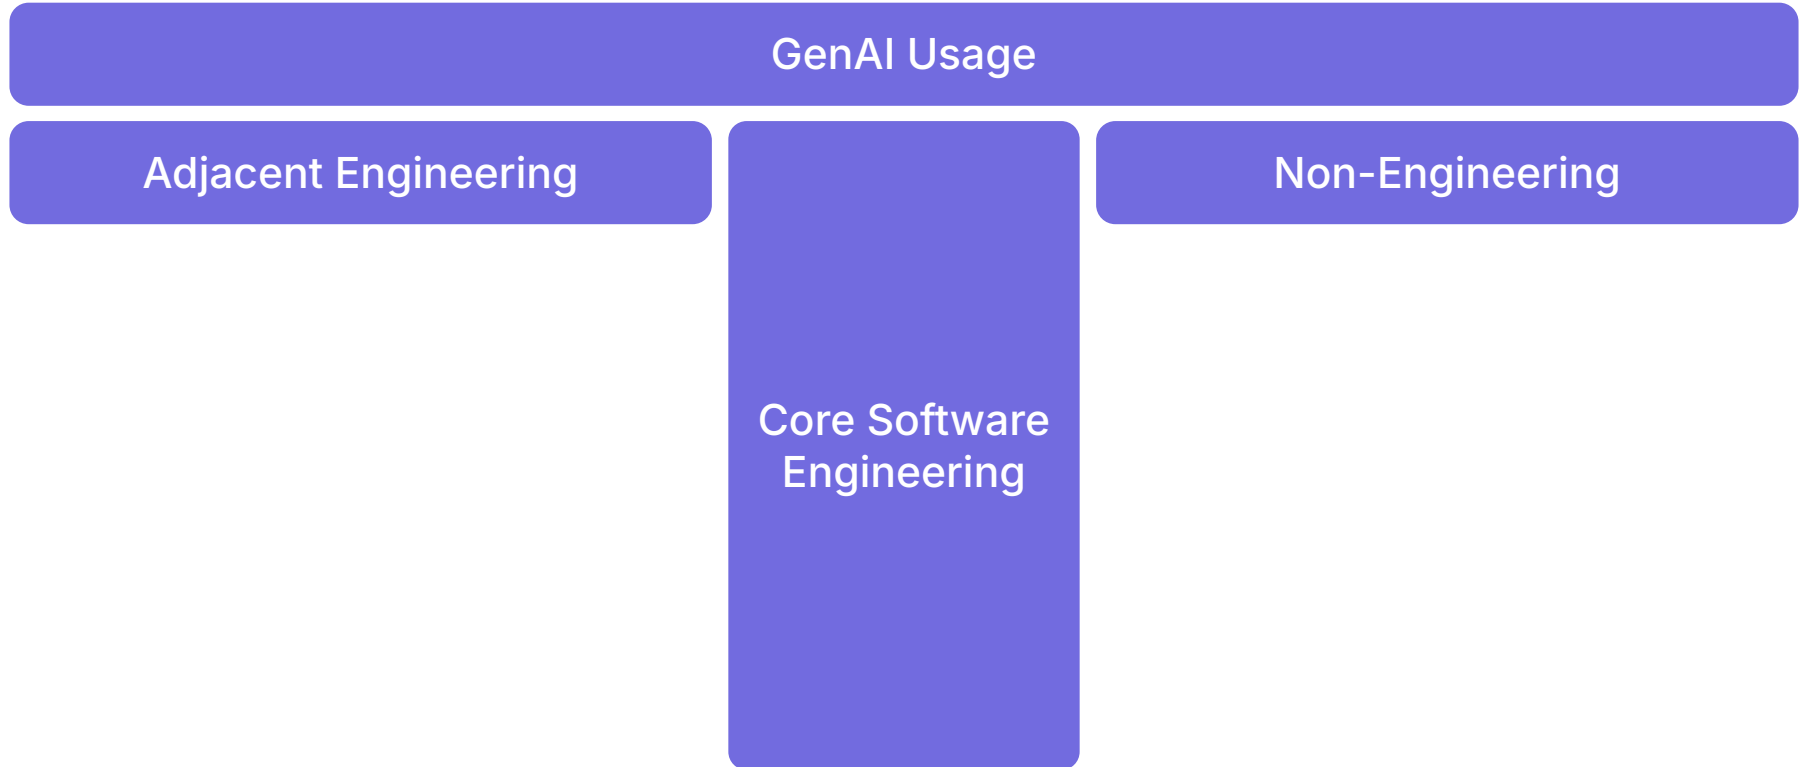 GenAI Usage
Adjacent Engineering
Non-Engineering
Core Software
Engineering